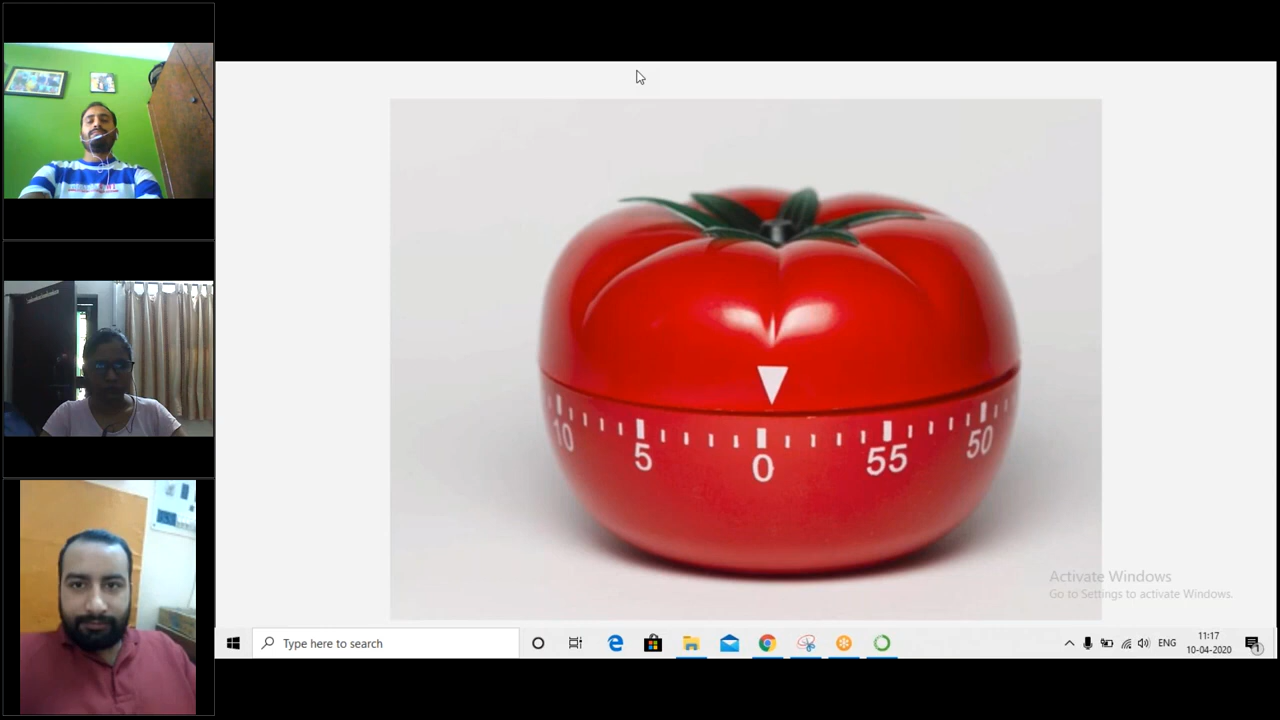 10 5 0 55 50
Activate Windows
Go to Settings to activate Windows.
Type here to search
ENG
11:17
10-04-2020
1